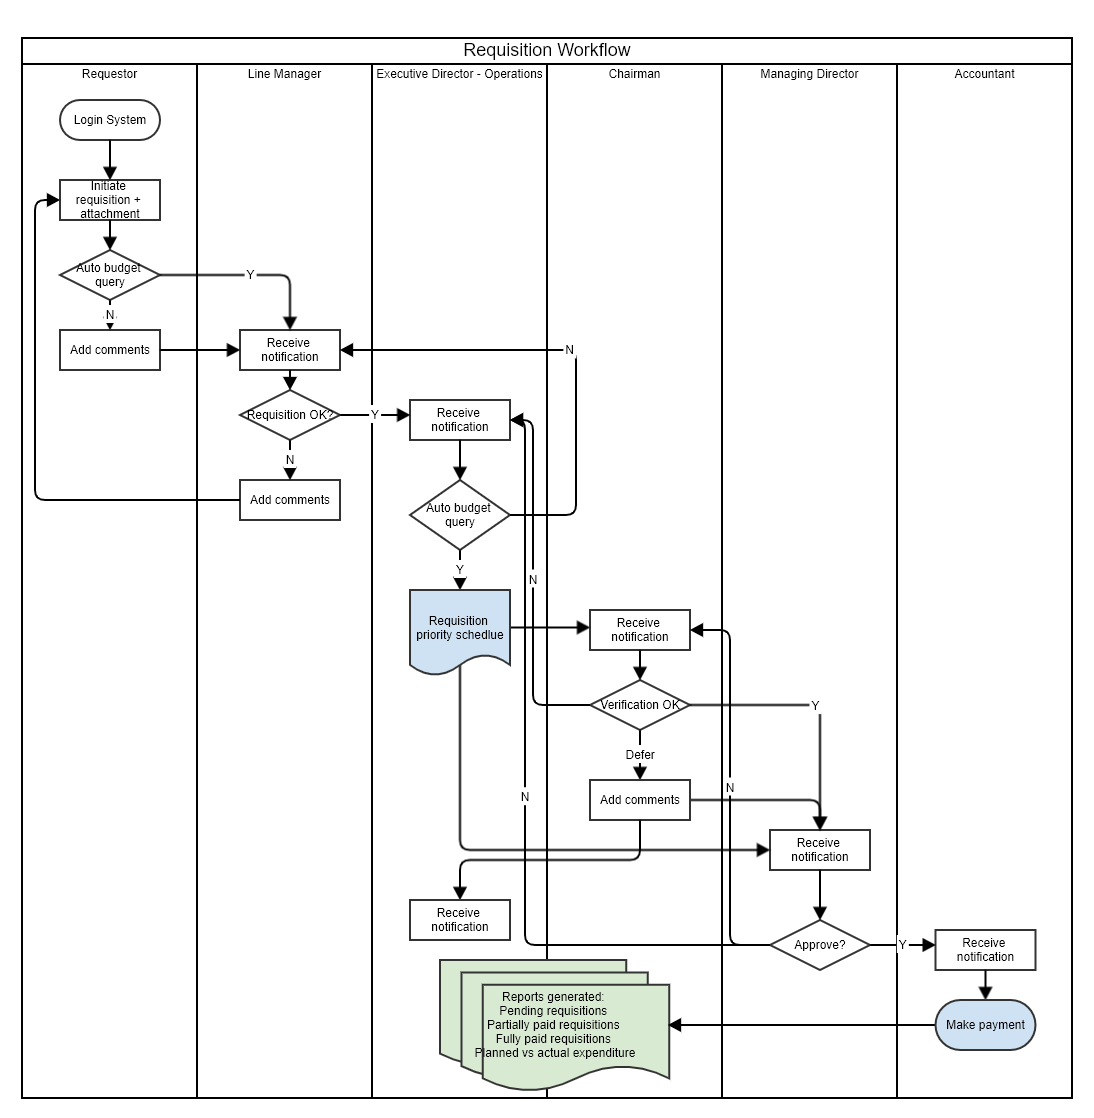 Requisition Workflow
Requestor
Line Manager
Executive Director - Operations
Chairman
Managing Director
Accountant
Login System
Initiate
requisition +
attachment
Auto budget
query
Y
N
Add comments
Receive
notification
N
Requisition OK?
Y
Receive
notification
N
Add comments
Auto budget
query
Y
N
Requisition
priority schedlue
Receive
notification
Verification OK
Y
Defer
Add comments
N
N
Receive
notification
Receive
notification
Approve?
Y
Receive
notification
Make payment
Reports generated:
Pending requisitions
Partially paid requisitions
Fully paid requisitions
Planned vs actual expenditure